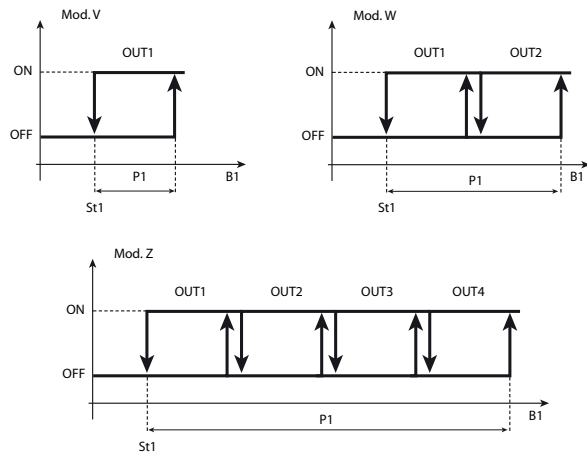 Mod. V
OUT1
ON
OFF
P1
B1
St1
Mod. W
OUT1 OUT2
ON
OFF
P1
B1
St1
Mod. Z
OUT1 OUT2 OUT3 OUT4
ON
OFF
P1
B1
St1